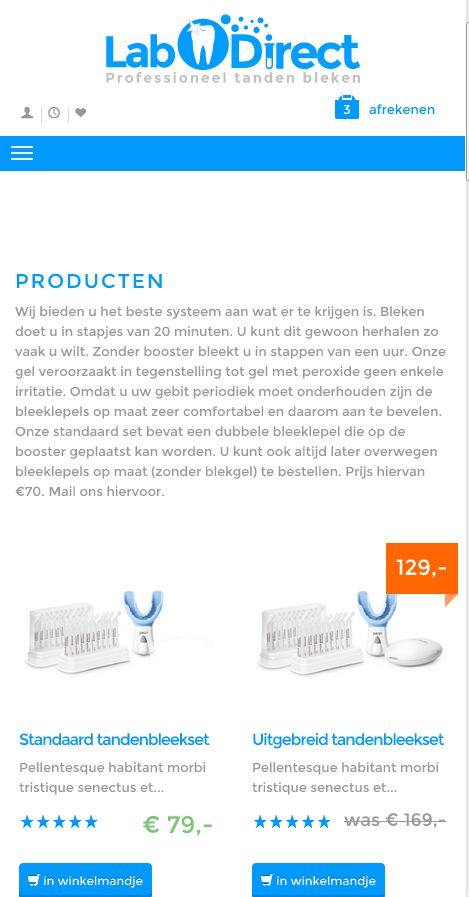 Lab Direct
Professioneel tanden bleken
3
afrekenen
PRODUCTEN
Wij bieden u het beste systeem aan wat er te krijgen is. Bleken
doet u in stapjes van 20 minuten. U kunt dit gewoon herhalen zo
vaak u wilt. Zonder booster bleekt u in stappen van een uur. Onze
gel veroorzaakt in tegenstelling tot gel met peroxide geen enkele
irritatie. Omdat u uw gebit periodiek moet onderhouden zijn de
bleeklepels op maat zeer comfortabel en daarom aan te bevelen.
Onze standaard set bevat een dubbele bleeklepel die op de
booster geplaatst kan worden. U kunt ook altijd later overwegen
bleeklepels op maat (zonder blekgel) te bestellen. Prijs hiervan
€70. Mail ons hiervoor.
129,-
Standaard tandenbleekset
Pellentesque habitant morbi
tristique senectus et...
€ 79,-
in winkelmandje
Uitgebreid tandenbleekset
Pellentesque habitant morbi
tristique senectus et...
was € 169,-
in winkelmandje